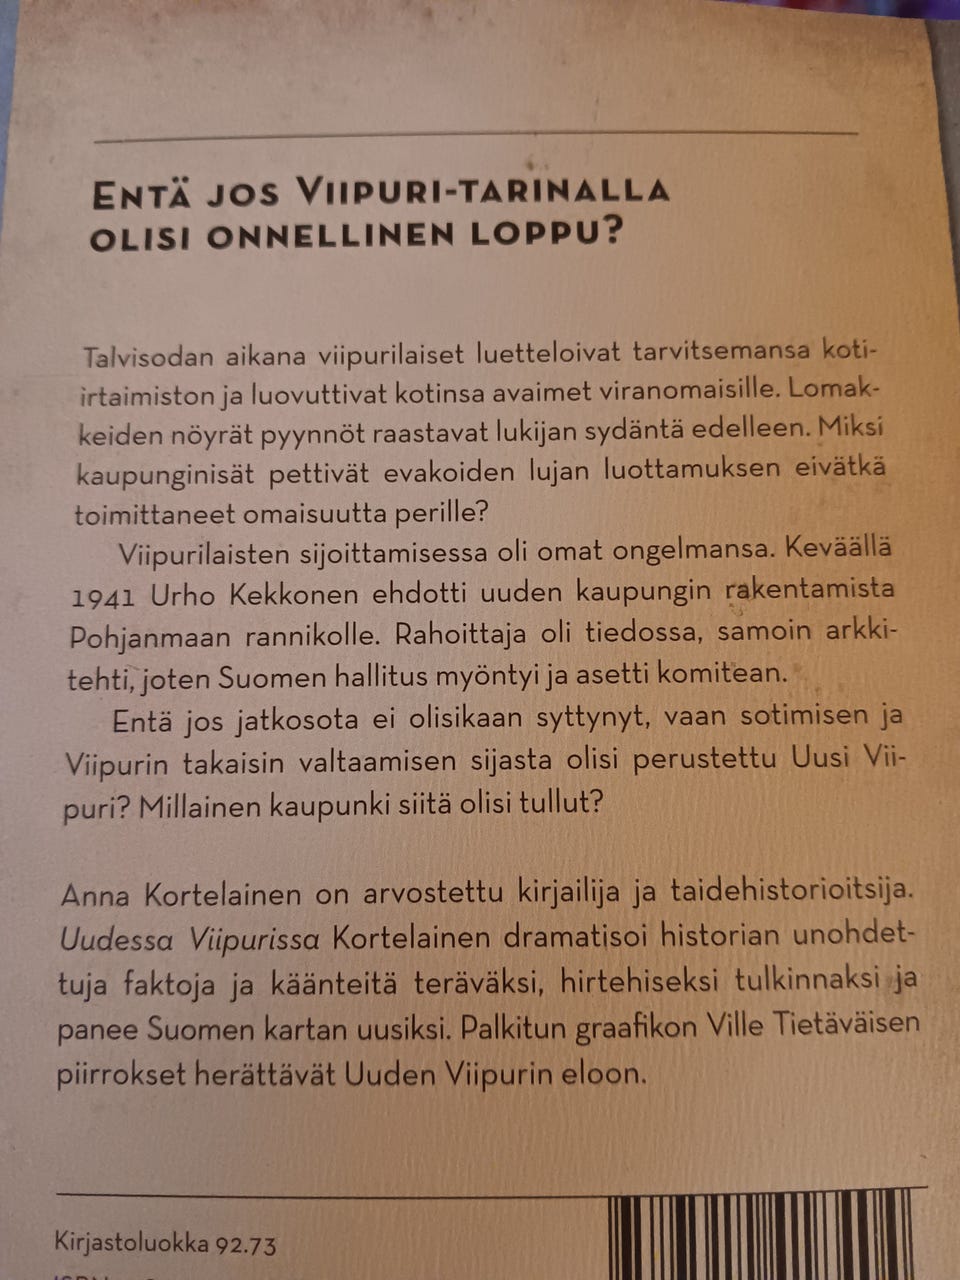 Entä jos Viipuri-tarinalla
olisi onnellinen loppu?
Talvisodan aikana viipurilaiset luetteloivat tarvitsemansa koti-
irtaimiston ja luovuttivat kotinsa avaimet viranomaisille. Lomak-
keiden nöyrät pyynnöt raastavat lukijan sydäntä edelleen. Miksi
kaupunginisät pettivät evakoiden lujan luottamuksen eivätkä
toimittaneet omaisuutta perille?
Viipurilaisten sijoittamisessa oli omat ongelmansa. Keväällä
1941 Urho Kekkonen ehdotti uuden kaupungin rakentamista
Pohjanmaan rannikolle. Rahoittaja oli tiedossa, samoin arkki-
tehti, joten Suomen hallitus myöntyi ja asetti komitean.
Entä jos jatkosota ei olisikaan syttynyt, vaan sotimisen ja
Viipurin takaisin valtaamisen sijasta olisi perustettu Uusi Vii-
puri? Millainen kaupunki siitä olisi tullut?
Anna Kortelainen on arvostettu kirjailija ja taidehistorioitsija.
Uudessa Viipurissa Kortelainen dramatisoi historian unohdet-
tuja faktoja ja käänteitä teräväksi, hirtehiseksi tulkinnaksi ja
panee Suomen kartan uusiksi. Palkitun graafikon Ville Tietäväisen
piirrokset herättävät Uuden Viipurin eloon.
Kirjastoluokka 92.73